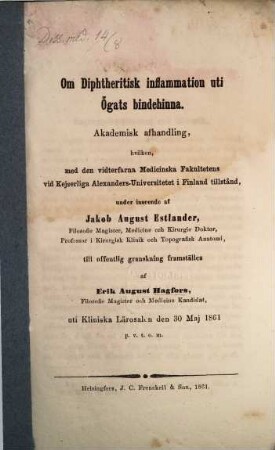 14/8
Om Diphtheritisk inflammation uti
Ögats bindehinna.
Akademisk afhandling,
hvilken,
med den vidterfarna Medicinska Fakultetens
vid Kejserliga Alexanders-Universitetet i Finland tillstånd,
under inseende af
Jakob August Estlander,
Filosofie Magister, Medicine och Kirurgie Doktor,
Professor i Kirurgisk Klinik och Topografisk Anatomi,
till offentlig granskning framställes
af
Erik August Hagfors,
Filosofie Magister och Medicine Kandidat,
uti Kliniska Lärosalen den 30 Maj 1861
p. v. t. o. m.
Helsingfors, J. C. Frenckell & Son, 1861.